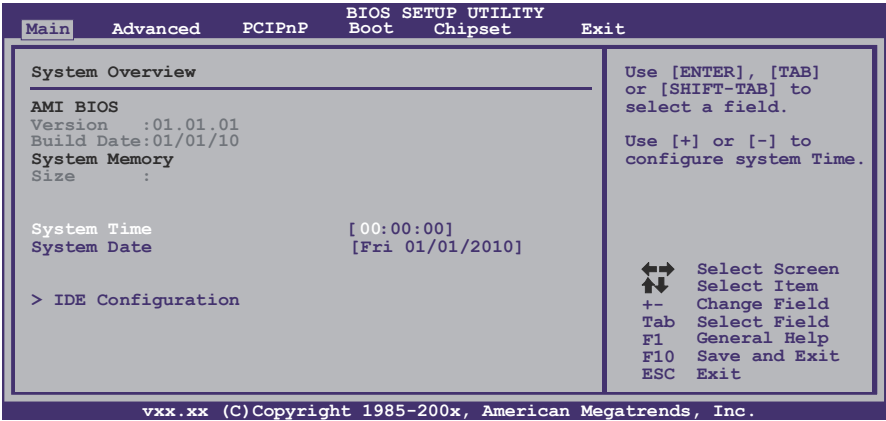 BIOS SETUP UTILITY
Main Advanced PCIPnP Boot Chipset Exit
System Overview
AMI BIOS
Version :01.01.01
Build Date:01/01/10
System Memory
Size :
System Time [00:00:00]
System Date [Fri 01/01/2010]
> IDE Configuration
Use [ENTER], [TAB]
or [SHIFT-TAB] to
select a field.
Use [+] or [-] to
configure system Time.
Select Screen
Select Item
+- Change Field
Tab Select Field
F1 General Help
F10 Save and Exit
ESC Exit
vxx.xx (C)Copyright 1985-200x, American Megatrends, Inc.